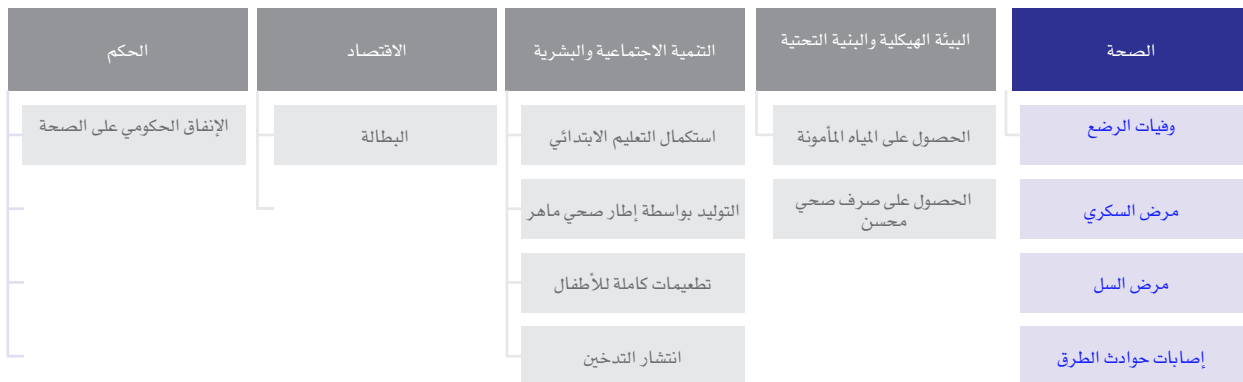 الصحة
البيئة الهيكلية والبنية التحتية
التنمية الاجتماعية والبشرية
الاقتصاد
الحكم
وفيات الرضع
الحصول على المياه المأمونة
استكمال التعليم الابتدائي
البطالة
الإنفاق الحكومي على الصحة
مرض السكري
الحصول على صرف صحي
محسن
التوليد بواسطة إطار صحي ماهر
مرض السل
تطعيمات كاملة للأطفال
إصابات حوادث الطرق
انتشار التدخين